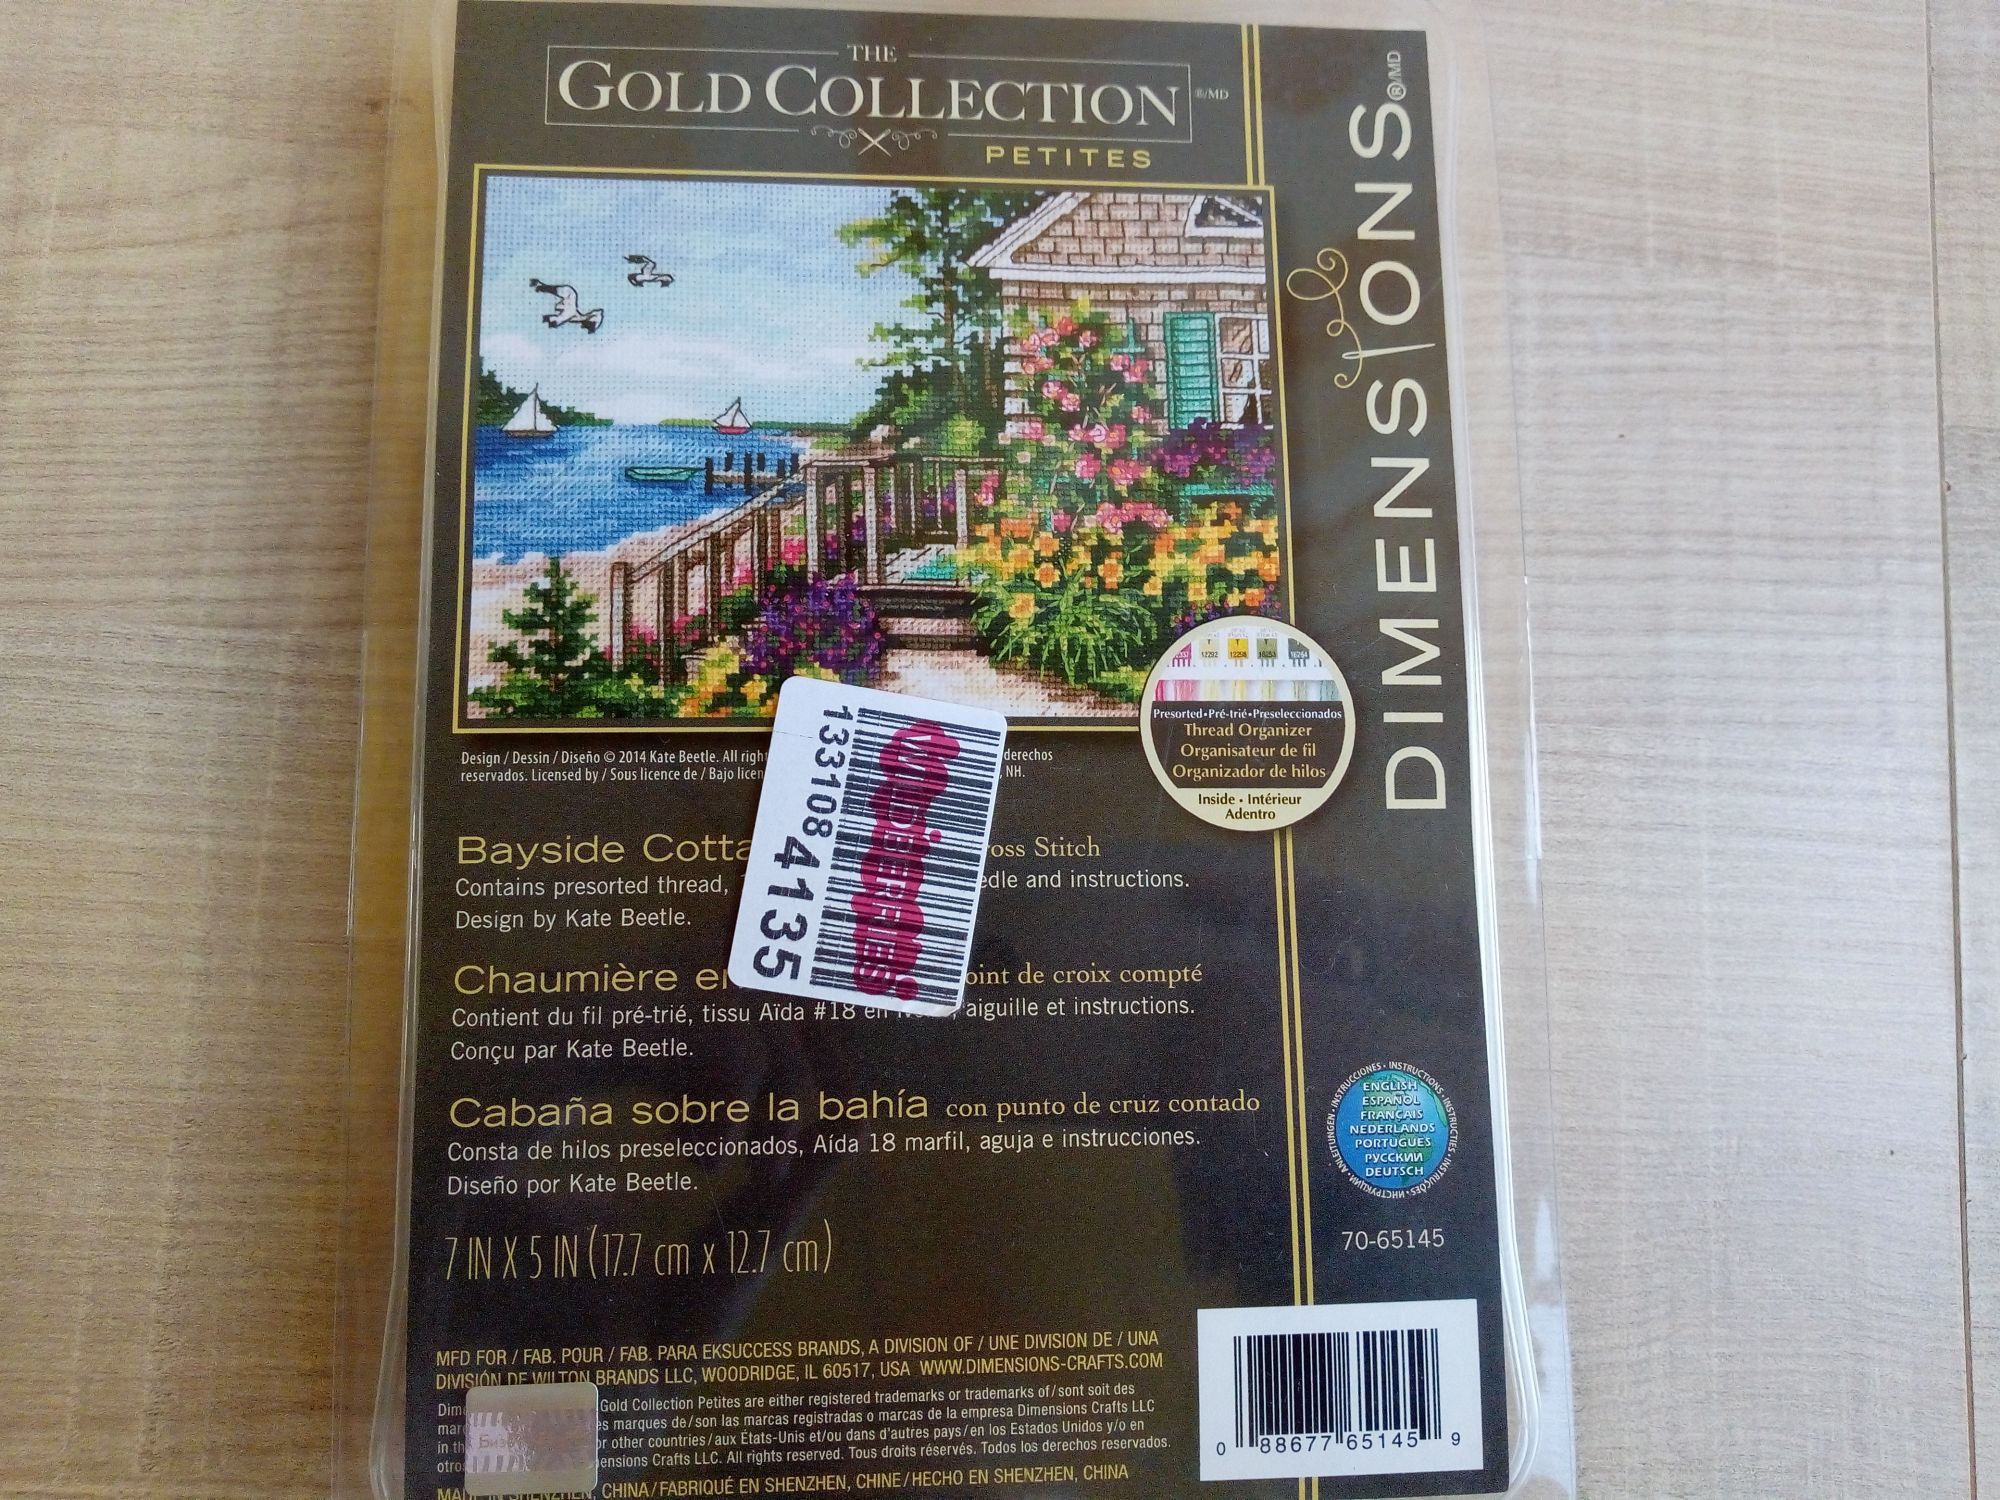 THE
GOLD COLLECTION ®/MD
PETITES
DIMENSIONS ®/MD
Presorted • Pré-trié • Preseleccionados
Thread Organizer
Organisateur de fil
Organizador de hilos
Inside • Intérieur
Adentro
Design / Dessin / Diseño © 2014 Kate Beetle. All derechos
reservados. Licensed by / Sous licence de / Bajo NH.
Bayside Stitch
Contains presorted thread, and instructions.
Design by Kate Beetle.
Chaumière de croix compté
Contient du fil pré-trié, tissu Aïda #18 aiguille et instructions.
Conçu par Kate Beetle.
Cabaña sobre la bahía con punto de cruz contado
Consta de hilos preseleccionados, Aída 18 marfil, aguja e instrucciones.
Diseño por Kate Beetle.
7 IN X 5 IN (17.7 cm x 12.7 cm)
133108 4135
WILDBERRIES
INSTRUCCIONES • INSTRUCTIONS • INSTRUCTIES • INSTRUÇÕES • ИНСТРУКЦИИ • ANLEITUNGEN
ENGLISH
ESPAÑOL
FRANÇAIS
NEDERLANDS
PORTUGUÊS
РУССКИЙ
DEUTSCH
70-65145
MFD FOR / FAB. POUR / FAB. PARA EKSUCCESS BRANDS, A DIVISION OF / UNE DIVISION DE / UNA
DIVISIÓN DE WILTON BRANDS LLC, WOODRIDGE, IL 60517, USA WWW.DIMENSIONS-CRAFTS.COM
Gold Collection Petites are either registered trademarks or trademarks of / sont soit des
marques de / son las marcas registradas o marcas de la empresa Dimensions Crafts LLC
or other countries / aux États-Unis et/ou dans d'autres pays / en los Estados Unidos y/o en
Crafts LLC. All rights reserved. Tous droits réservés. Todos los derechos reservados.
IN SHENZHEN, CHINA / FABRIQUÉ EN SHENZHEN, CHINE / HECHO EN SHENZHEN, CHINA
0 88677 65145 9